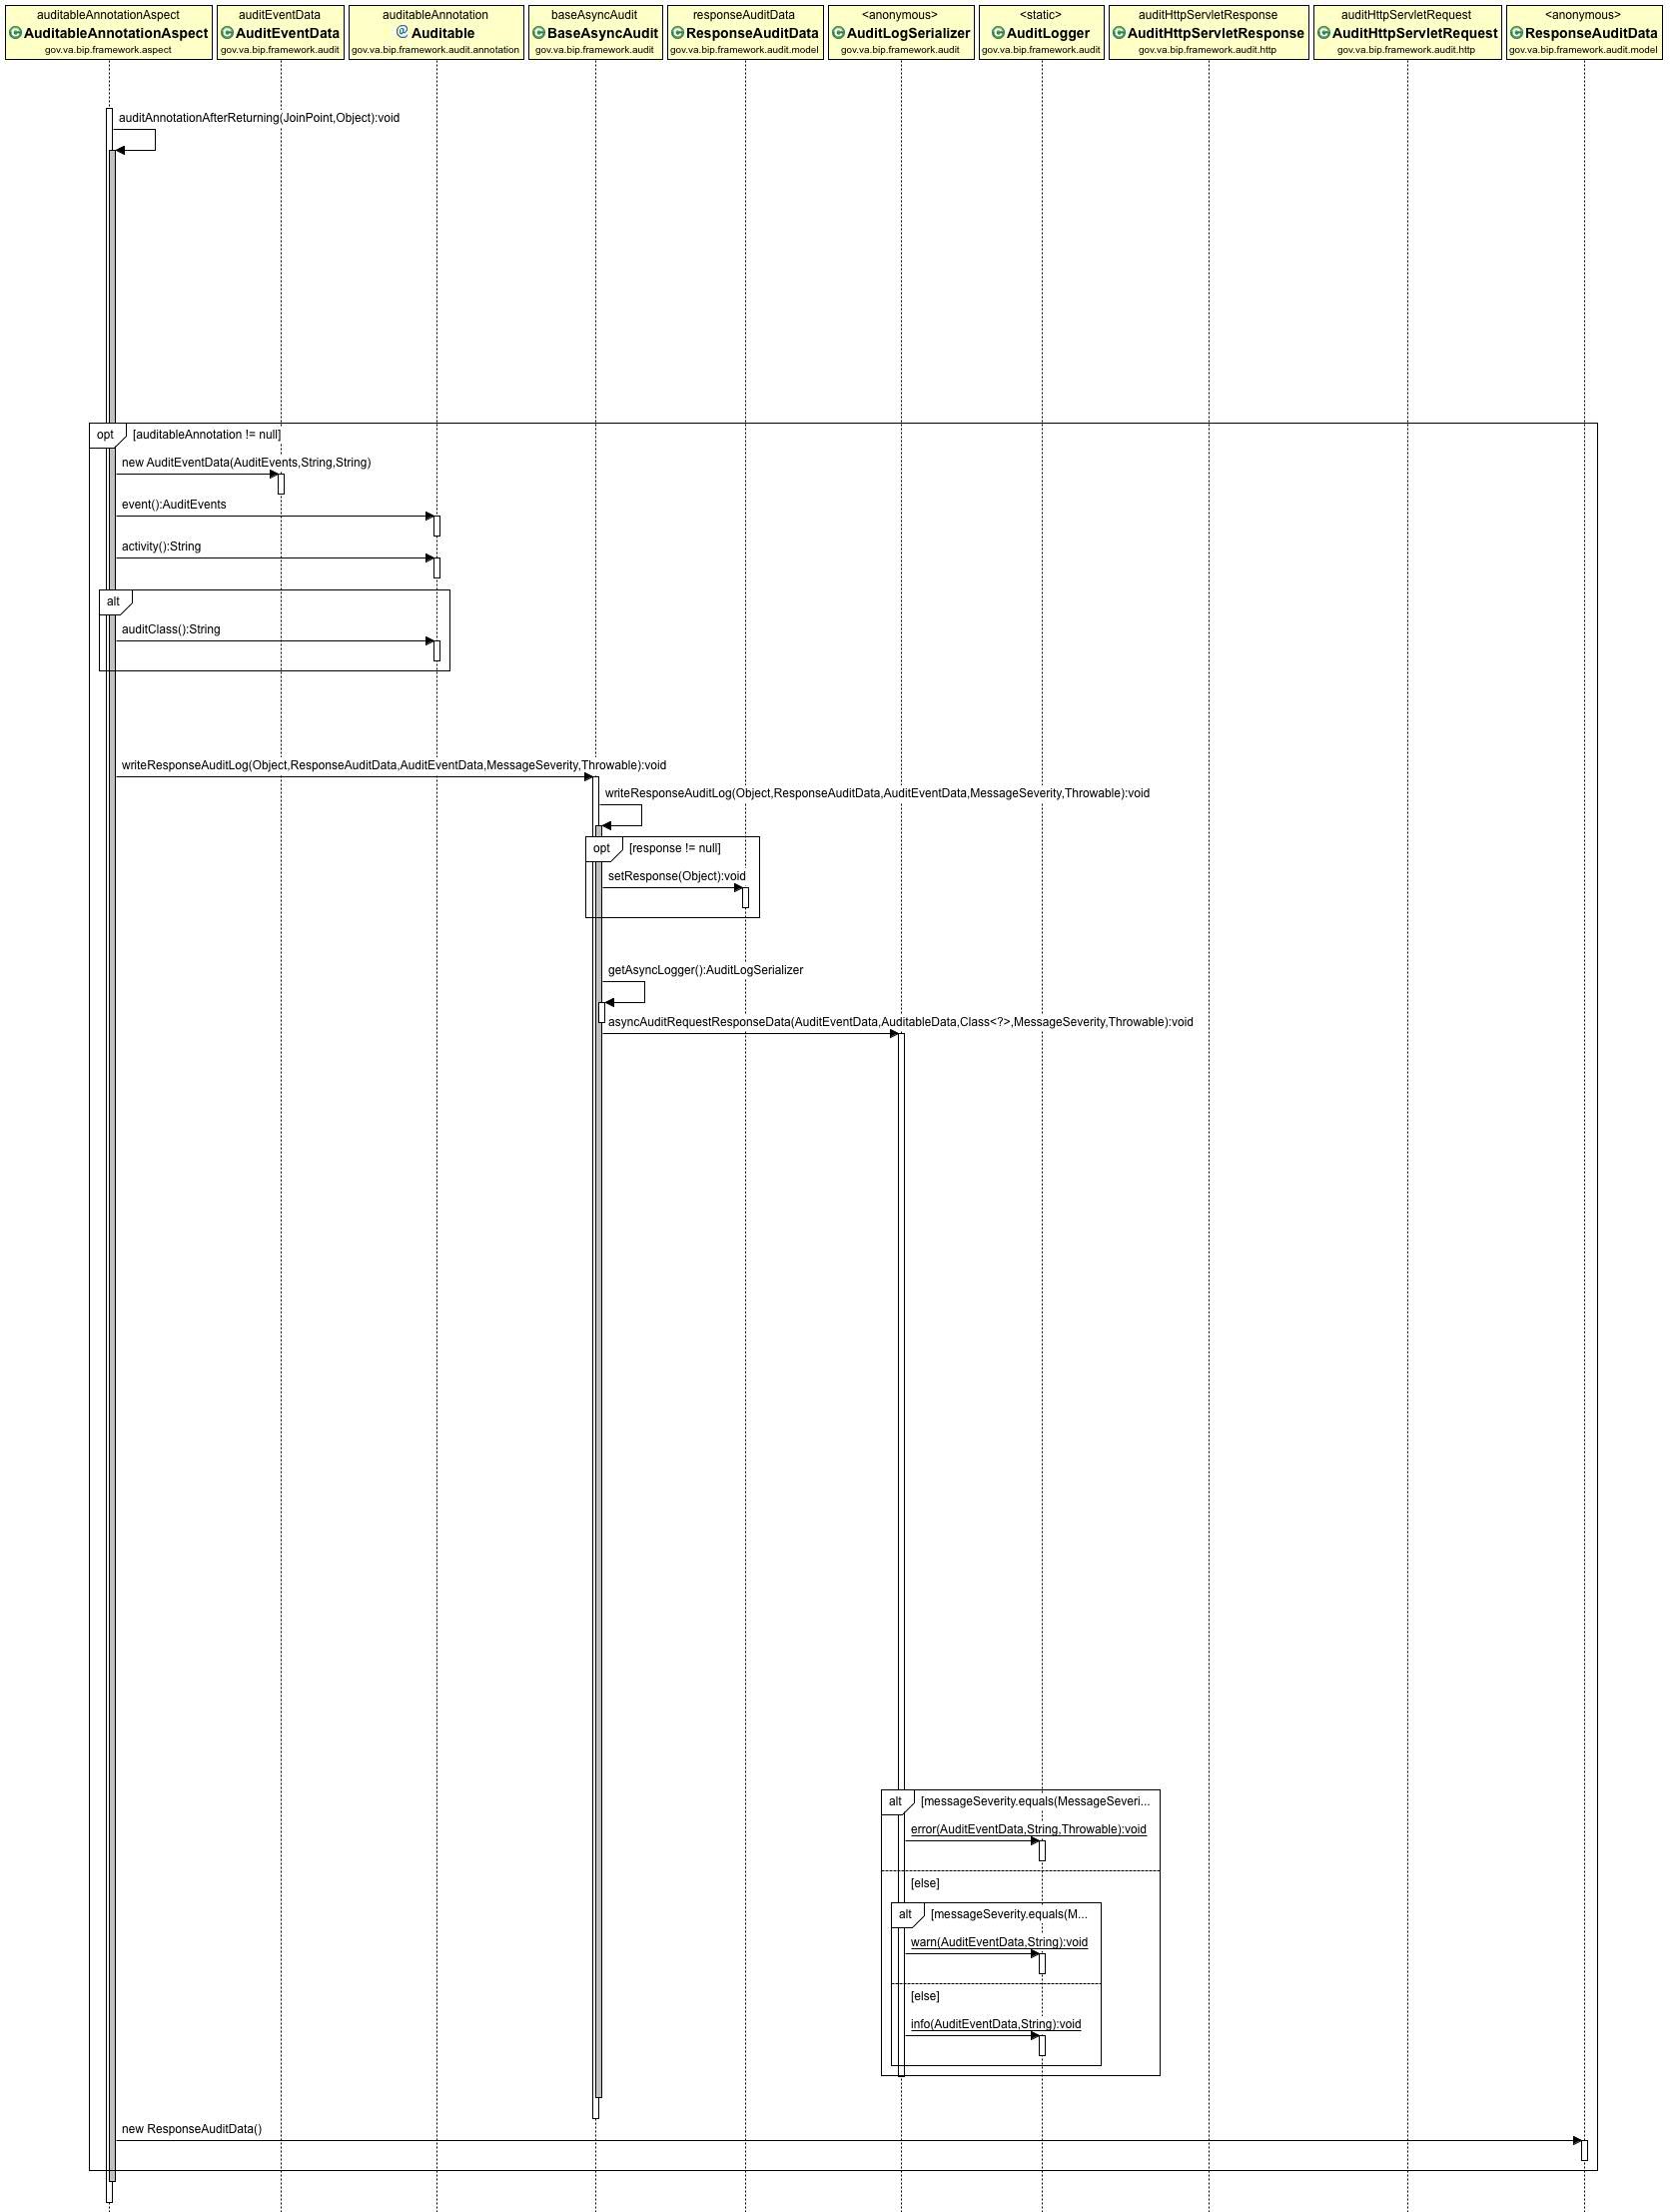 auditableAnnotationAspect
AuditableAnnotationAspect
gov.va.bip.framework.aspect
auditEventData
AuditEventData
gov.va.bip.framework.audit
auditableAnnotation
@ Auditable
gov.va.bip.framework.audit.annotation
baseAsyncAudit
C BaseAsyncAudit
gov.va.bip.framework.audit
responseAuditData
C ResponseAuditData
gov.va.bip.framework.audit.model
<anonymous>
C AuditLogSerializer
gov.va.bip.framework.audit
<static>
C AuditLogger
gov.va.bip.framework.audit
auditHttpServletResponse
C AuditHttpServletResponse
gov.va.bip.framework.audit.http
auditHttpServletRequest
C AuditHttpServletRequest
gov.va.bip.framework.audit.http
<anonymous>
C ResponseAuditData
gov.va.bip.framework.audit.model
auditAnnotationAfterReturning(JoinPoint,Object):void
opt [auditableAnnotation != null]
new AuditEventData(AuditEvents,String,String)
event():AuditEvents
activity():String
alt
auditClass():String
writeResponseAuditLog(Object,ResponseAuditData,AuditEventData,MessageSeverity,Throwable):void
writeResponseAuditLog(Object,ResponseAuditData,AuditEventData,MessageSeverity,Throwable):void
opt [response != null]
setResponse(Object):void
getAsyncLogger():AuditLogSerializer
asyncAuditRequestResponseData(AuditEventData,AuditableData,Class<?>,MessageSeverity,Throwable):void
alt [messageSeverity.equals(MessageSeveri...
error(AuditEventData,String,Throwable):void
[else]
alt [messageSeverity.equals(M...
warn(AuditEventData,String):void
[else]
info(AuditEventData,String):void
new ResponseAuditData()